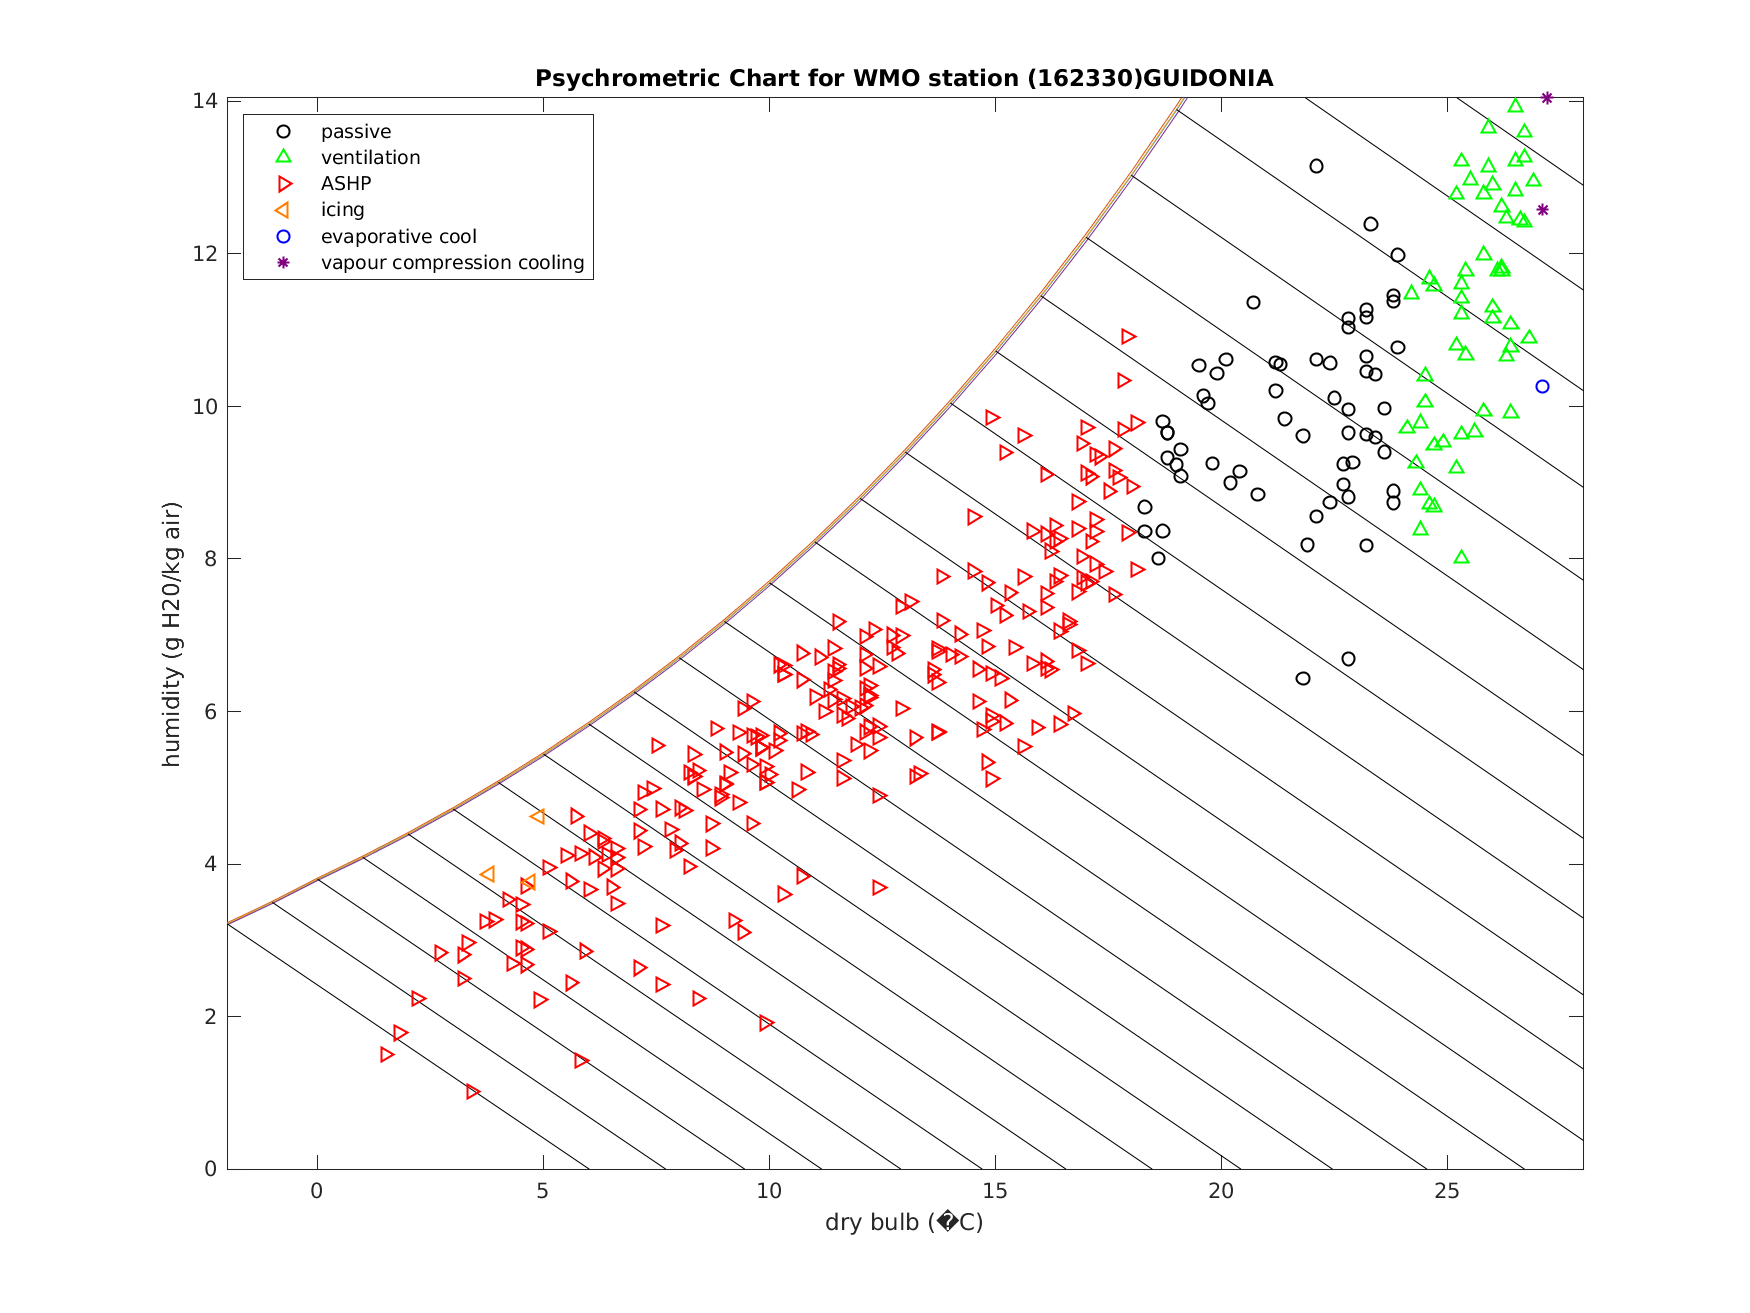 Psychrometric Chart for WMO station (162330)GUIDONIA
14
12
10
8
6
4
2
0
humidity (g H20/kg air)
passive
ventilation
ASHP
icing
evaporative cool
vapour compression cooling
0 5 10 15 20 25
dry bulb (�C)